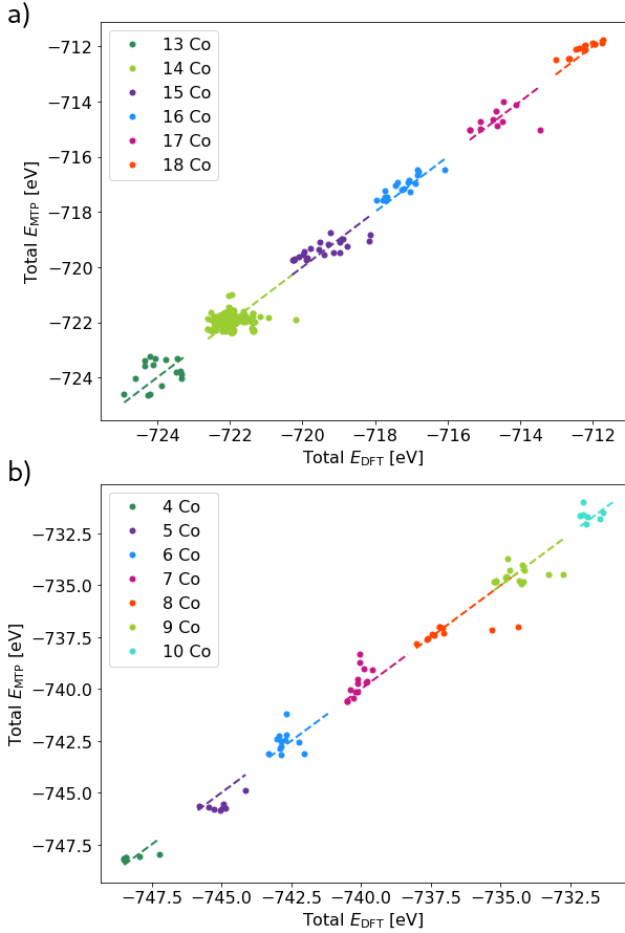 a)
−712
−714
−716
−718
−720
−722
−724
Total E_MTP [eV]
13 Co
14 Co
15 Co
16 Co
17 Co
18 Co
−724 −722 −720 −718 −716 −714 −712
Total E_DFT [eV]
b)
−732.5
−735.0
−737.5
−740.0
−742.5
−745.0
−747.5
Total E_MTP [eV]
4 Co
5 Co
6 Co
7 Co
8 Co
9 Co
10 Co
−747.5 −745.0 −742.5 −740.0 −737.5 −735.0 −732.5
Total E_DFT [eV]